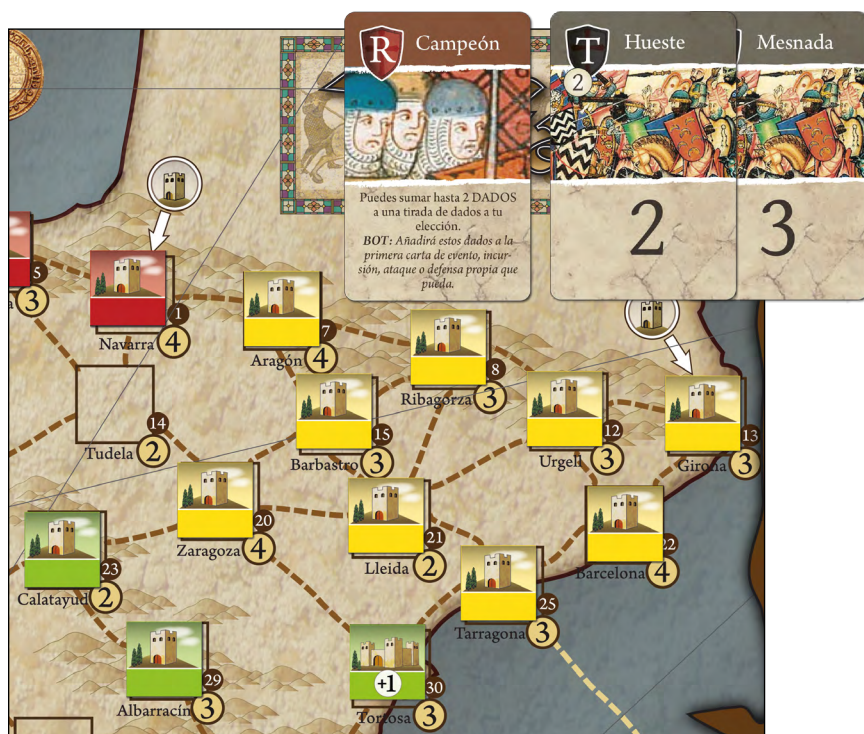 R Campeón
Puedes sumar hasta 2 DADOS
a una tirada de dados a tu
elección.
BOT: Añadirá estos dados a la
primera carta de evento, incur-
sión, ataque o defensa propia que
pueda.
T Hueste
2
2
Mesnada
3
5
3
1
Navarra 4
7
Aragón 4
8
Ribagorza 3
14
Tudela 2
15
Barbastro 3
12
Urgell 3
13
Girona 3
20
Zaragoza 4
21
Lleida 2
22
Barcelona 4
23
Calatayud 2
25
Tarragona 3
29
Albarracín 3
+1
30
Tortosa 3